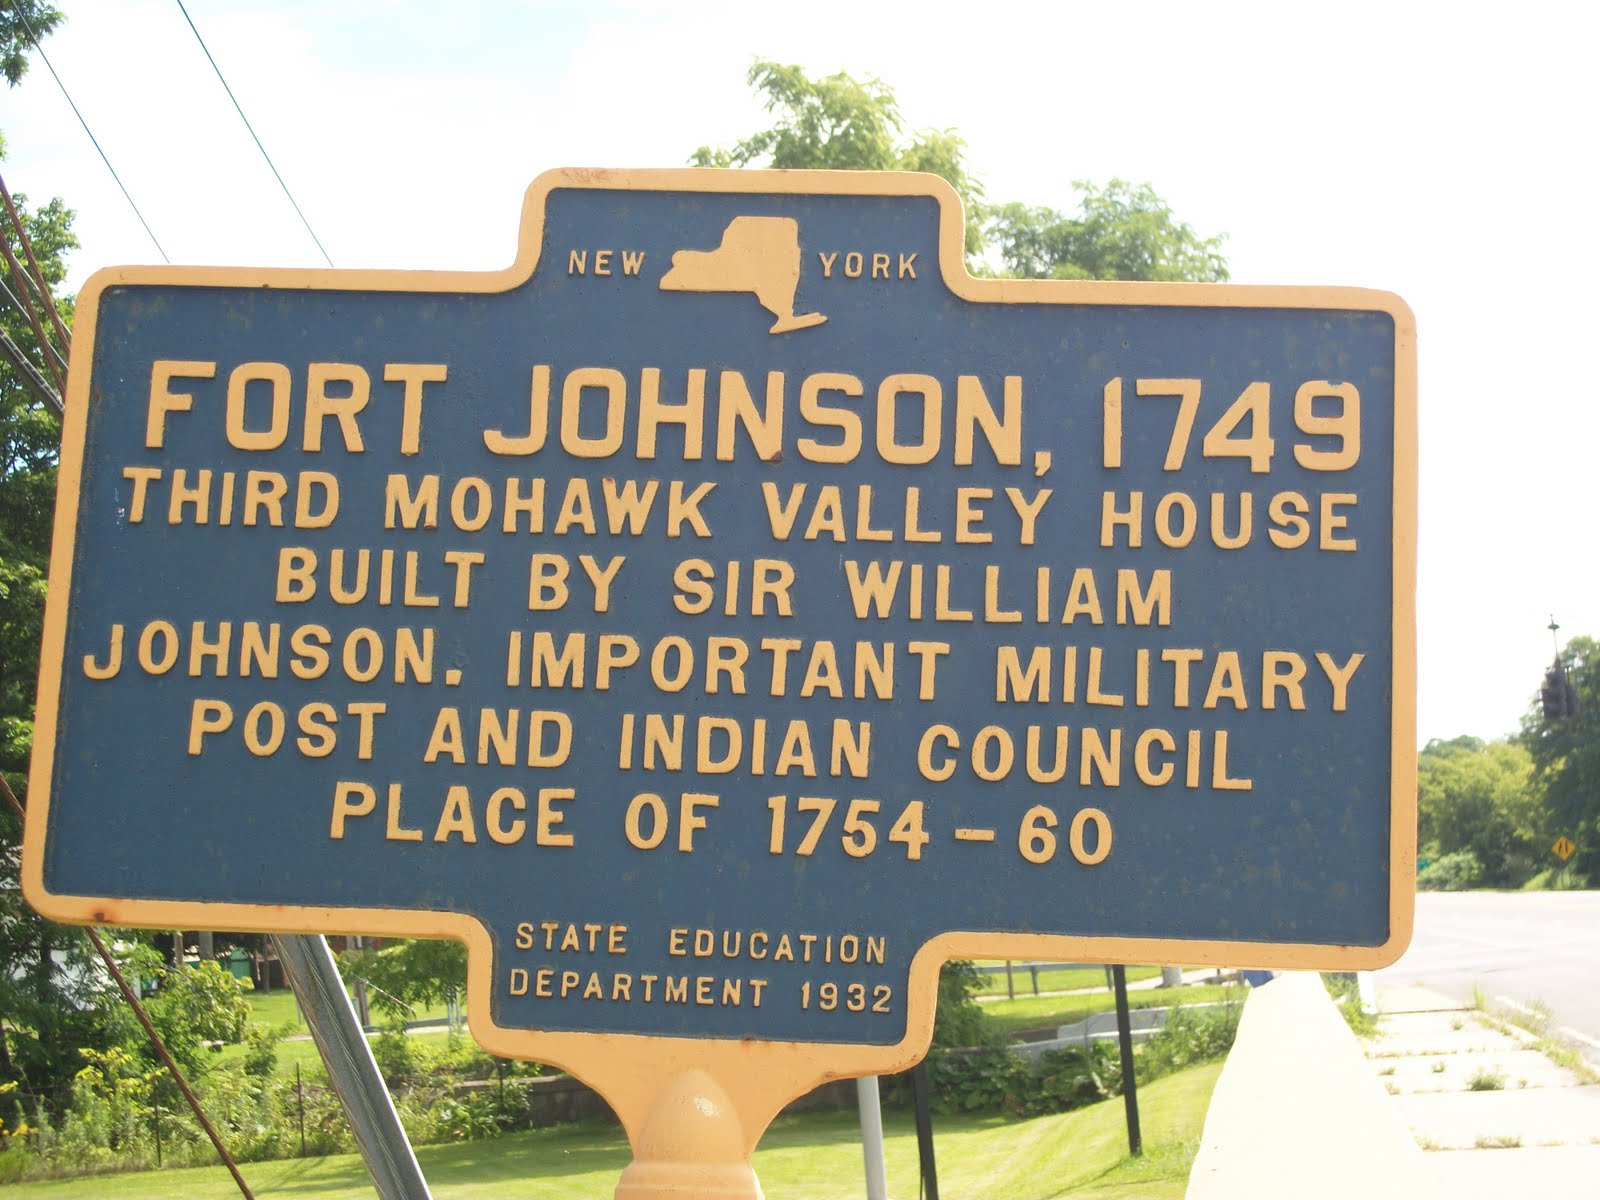 NEW YORK
FORT JOHNSON, 1749
THIRD MOHAWK VALLEY HOUSE
BUILT BY SIR WILLIAM
JOHNSON. IMPORTANT MILITARY
POST AND INDIAN COUNCIL
PLACE OF 1754-60
STATE EDUCATION
DEPARTMENT 1932